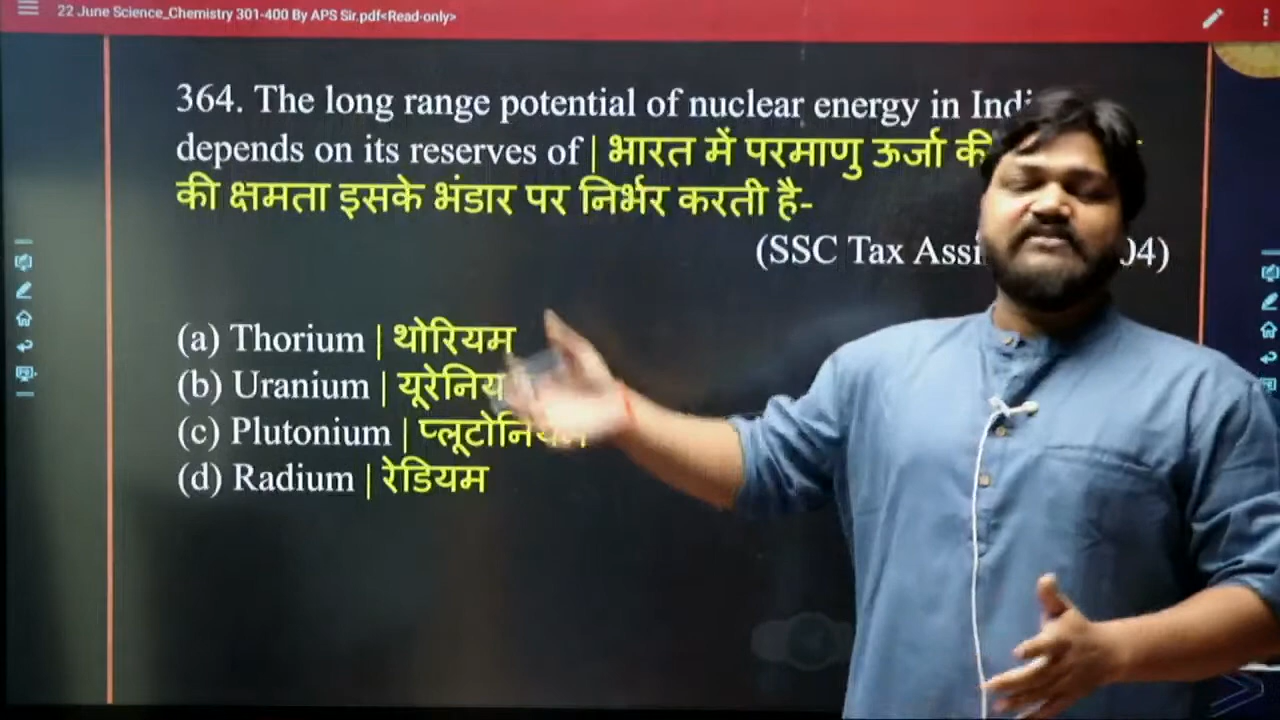 22 June Science_Chemistry 301-400 By APS Sir.pdf<Read-only>
364. The long range potential of nuclear energy in
depends on its reserves of | भारत में परमाणु ऊर्जा की
की क्षमता इसके भंडार पर निर्भर करती है-
(SSC Tax
(a) Thorium | थोरियम
(b) Uranium |
(c) Plutonium |
(d) Radium | रेडियम